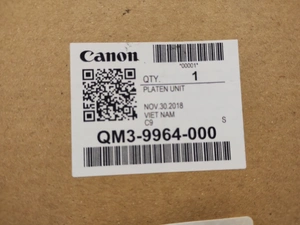 Canon
*00001*
QTY. 1
PLATEN UNIT
NOV.30.2018
VIET NAM
C9 S
QM3-9964-000